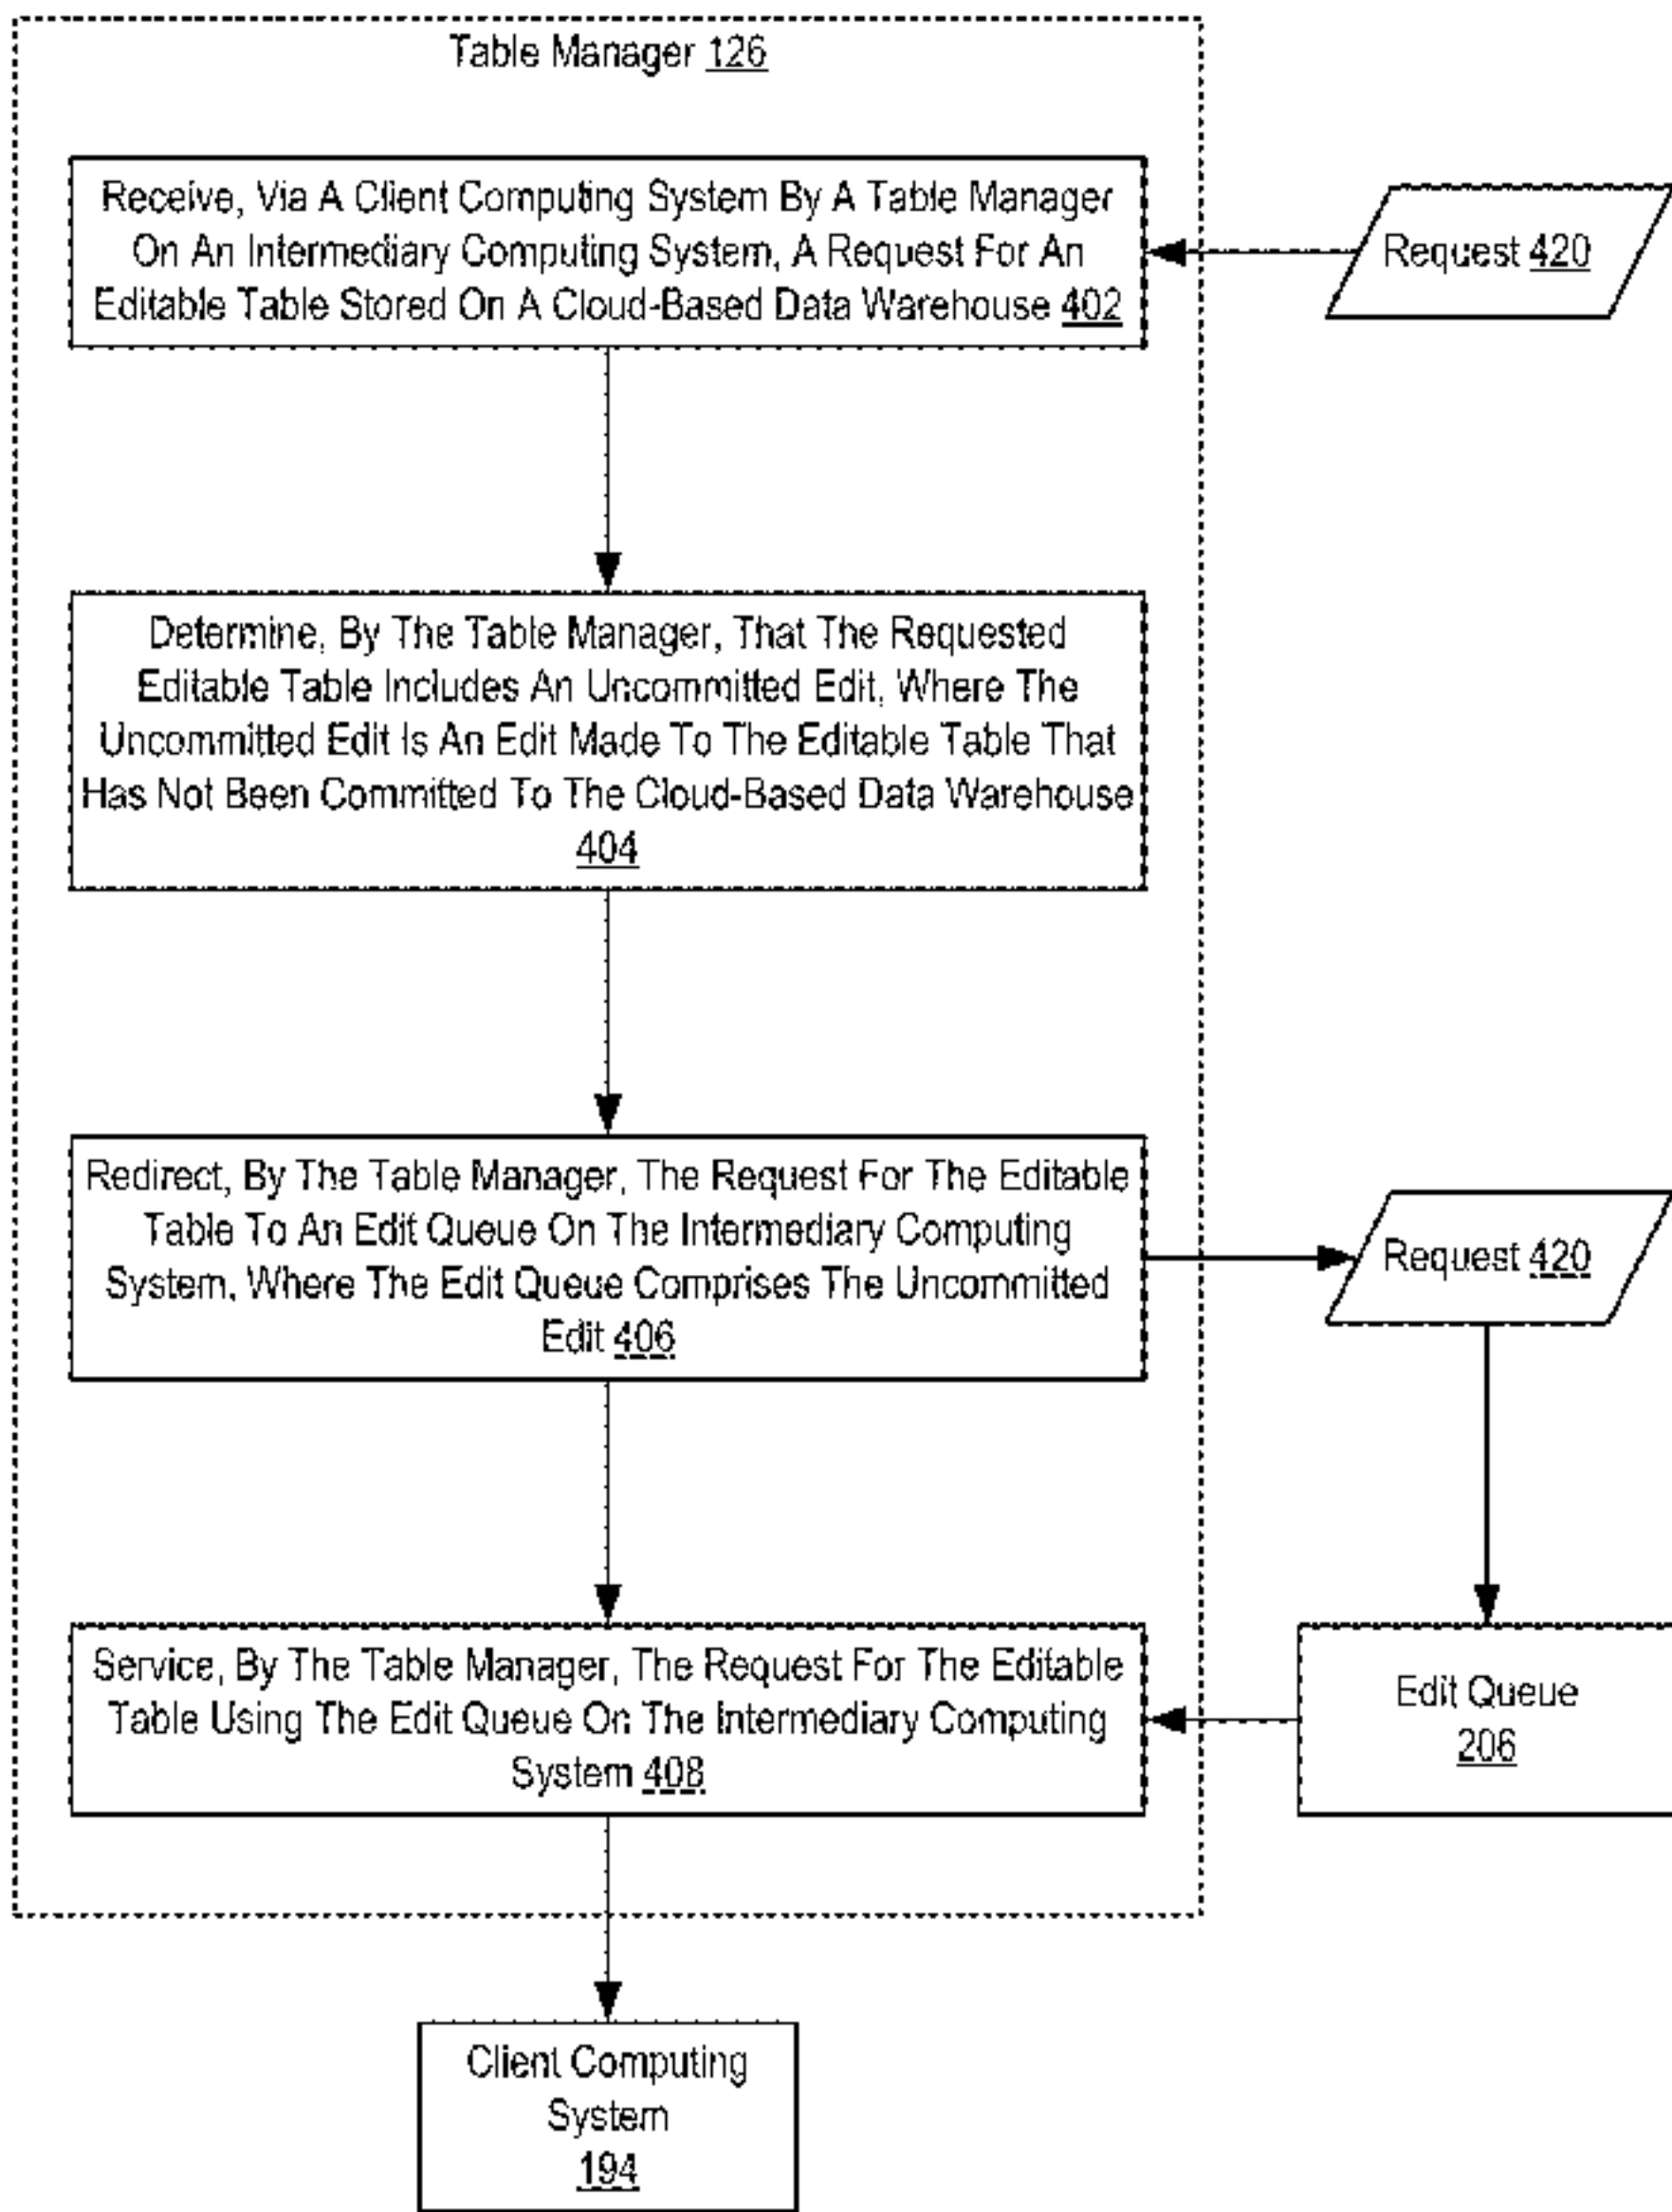 Table Manager 126
Receive, Via A Client Computing System By A Table Manager
On An Intermediary Computing System, A Request For An
Editable Table Stored On A Cloud-Based Data Warehouse 402
Request 420
Determine, By The Table Manager, That The Requested
Editable Table Includes An Uncommitted Edit, Where The
Uncommitted Edit Is An Edit Made To The Editable Table That
Has Not Been Committed To The Cloud-Based Data Warehouse
404
Redirect, By The Table Manager, The Request For The Editable
Table To An Edit Queue On The Intermediary Computing
System, Where The Edit Queue Comprises The Uncommitted
Edit 406
Request 420
Service, By The Table Manager, The Request For The Editable
Table Using The Edit Queue On The Intermediary Computing
System 408
Edit Queue
206
Client Computing
System
194